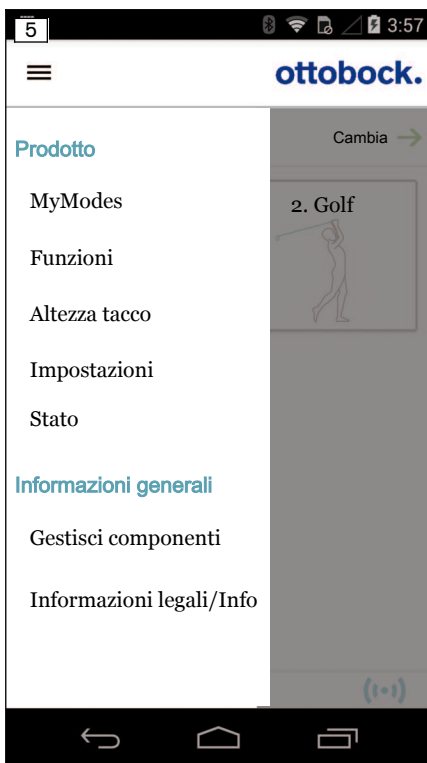 5
3:57
ottobock.
Cambia
Prodotto
MyModes
2. Golf
Funzioni
Altezza tacco
Impostazioni
Stato
Informazioni generali
Gestisci componenti
Informazioni legali/Info